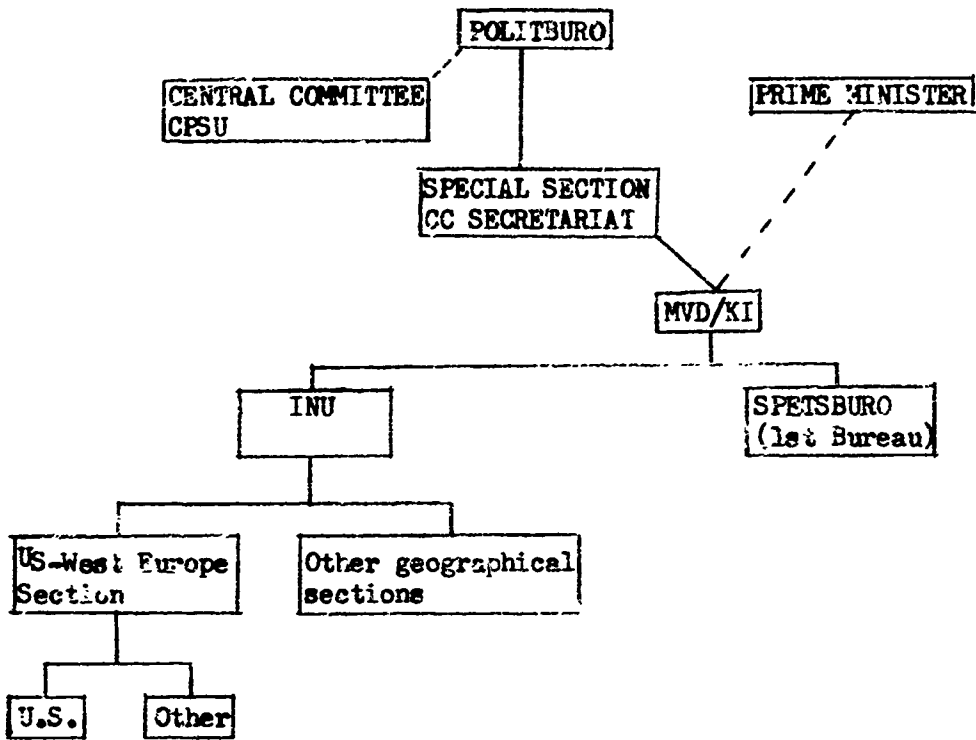 POLITBURO
CENTRAL COMMITTEE
CPSU
PRIME MINISTER
SPECIAL SECTION
CC SECRETARIAT
MVD/KI
INU
SPETSBURO
(1st Bureau)
US-West Europe
Section
Other geographical
sections
U.S.
Other